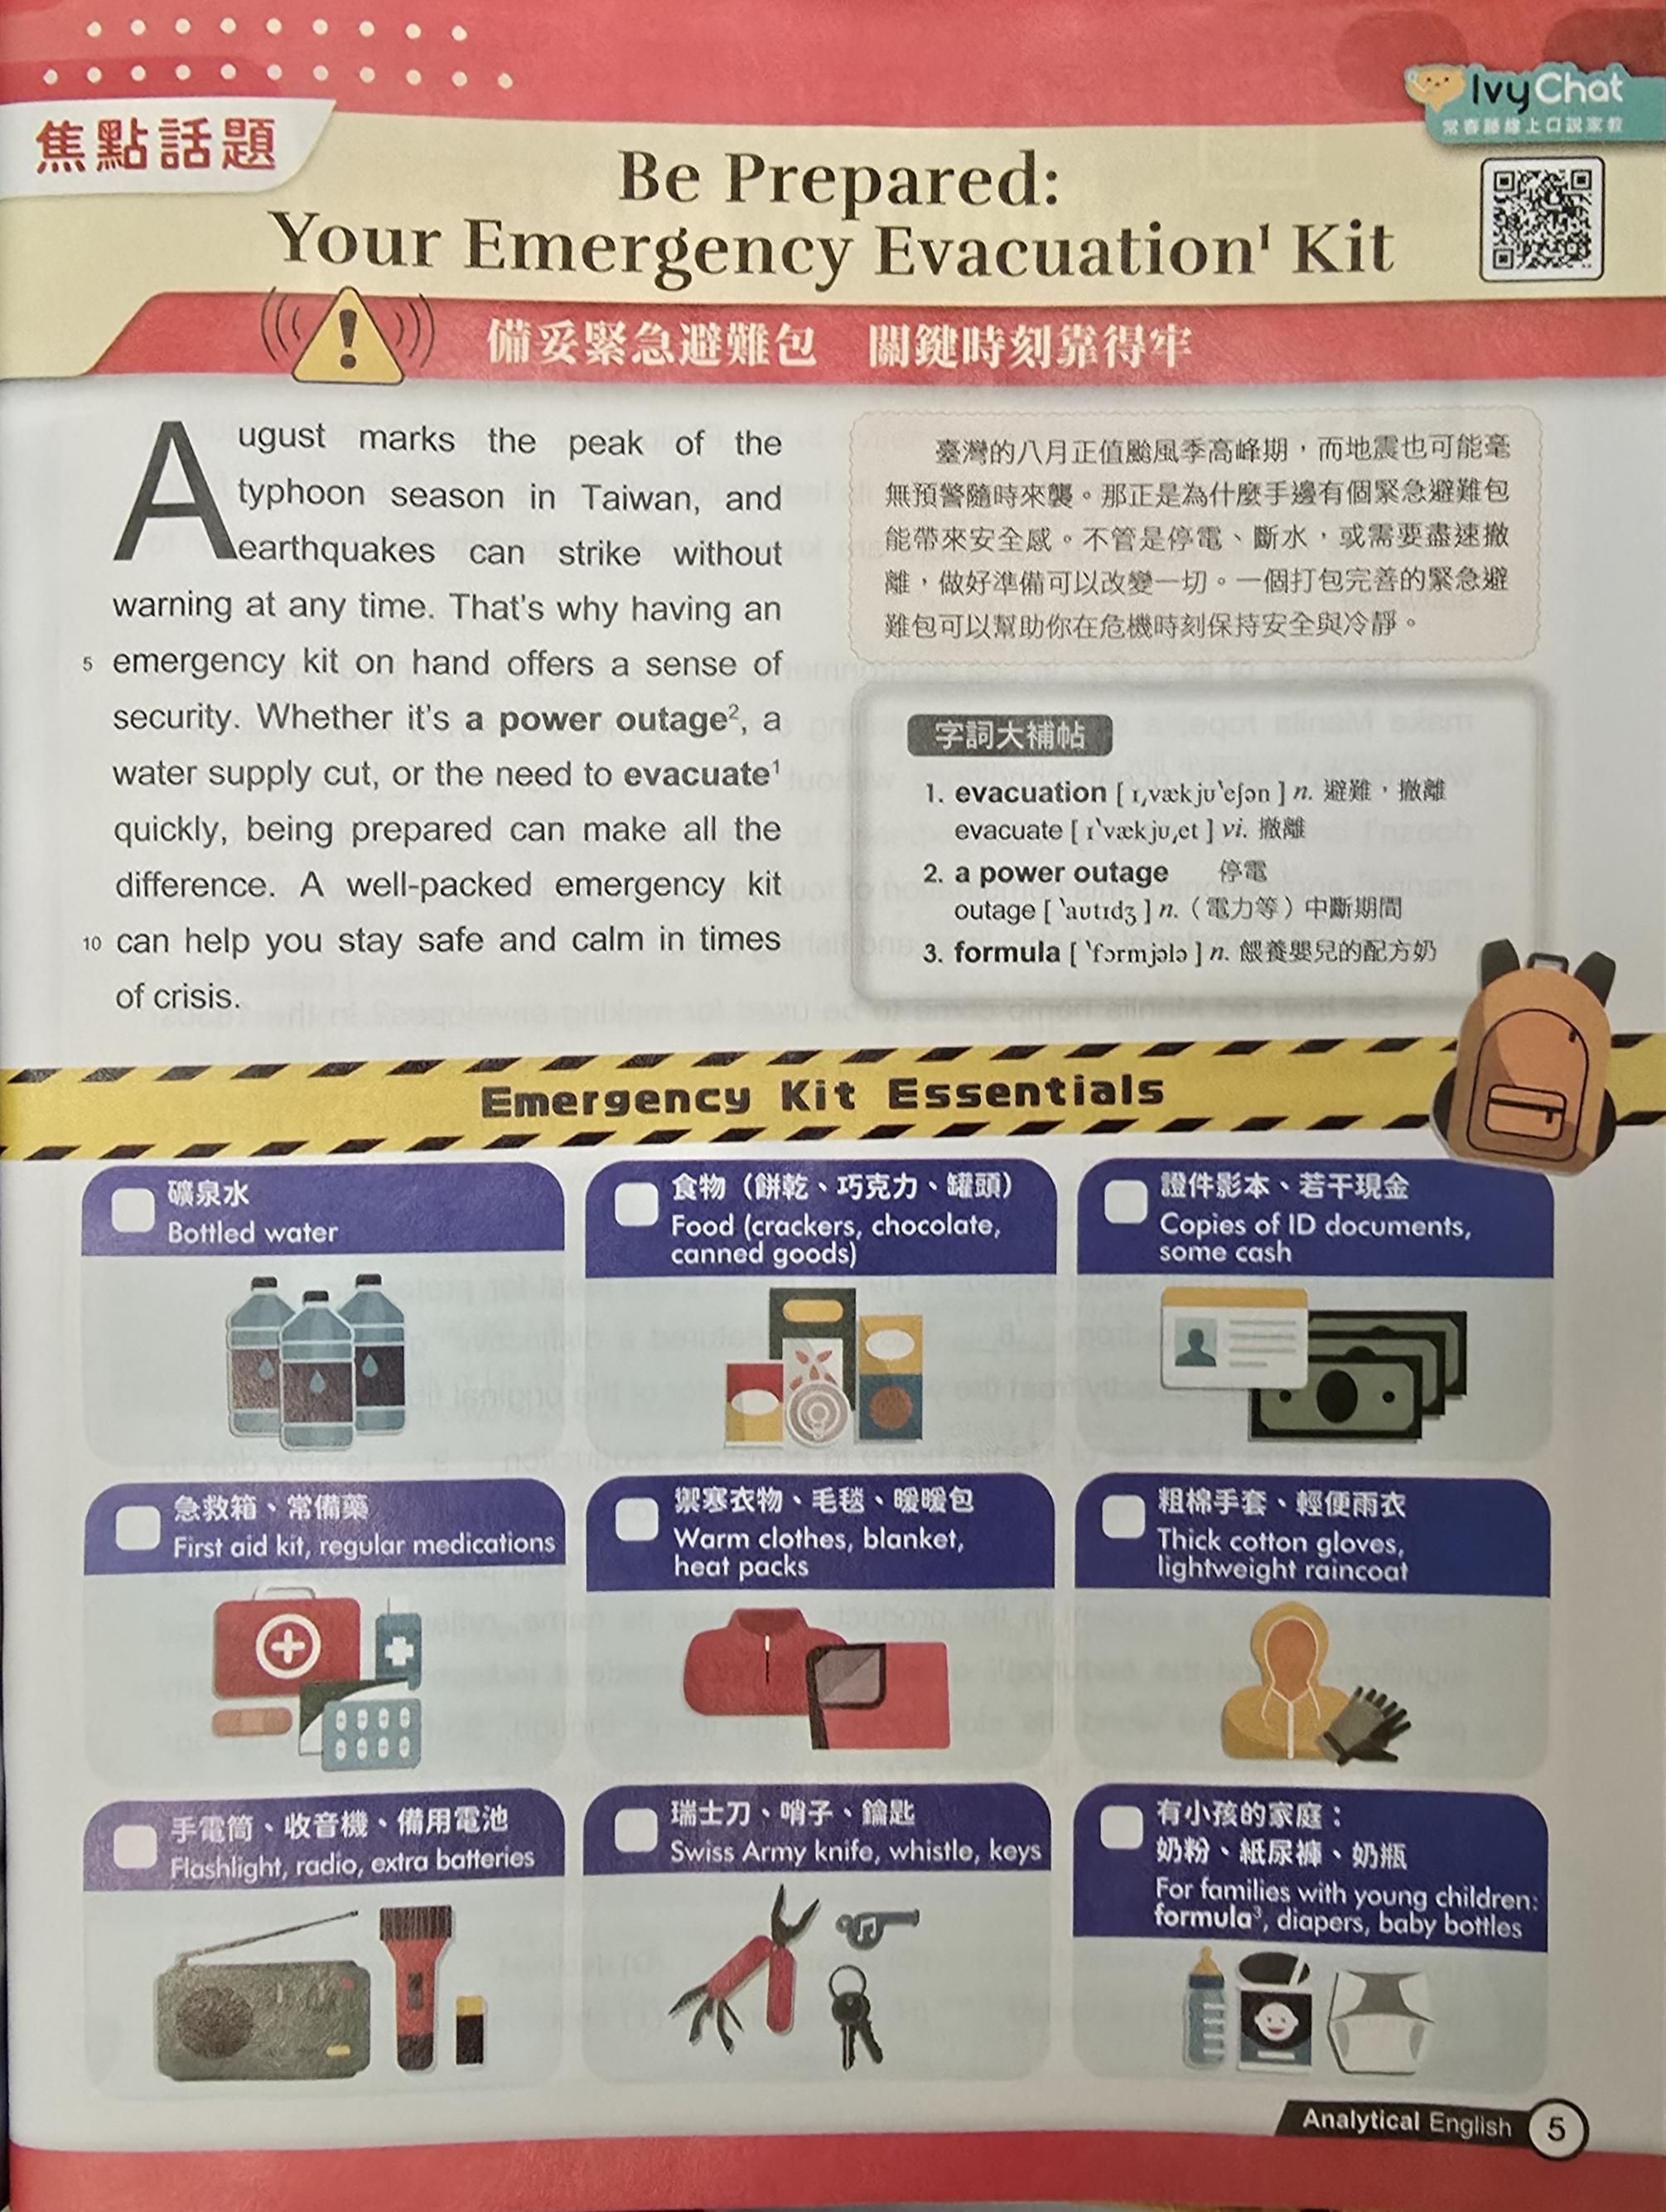 焦點話題
IvyChat
常春藤線上口說家教
Be Prepared:
Your Emergency Evacuation¹ Kit
備妥緊急避難包 關鍵時刻靠得牢
August marks the peak of the
typhoon season in Taiwan, and
earthquakes can strike without
warning at any time. That's why having an
5 emergency kit on hand offers a sense of
security. Whether it's a power outage², a
water supply cut, or the need to evacuate¹
quickly, being prepared can make all the
difference. A well-packed emergency kit
10 can help you stay safe and calm in times
of crisis.
臺灣的八月正值颱風季高峰期，而地震也可能毫
無預警隨時來襲。那正是為什麼手邊有個緊急避難包
能帶來安全感。不管是停電、斷水，或需要盡速撤
離，做好準備可以改變一切。一個打包完善的緊急避
難包可以幫助你在危機時刻保持安全與冷靜。
字詞大補帖
1. evacuation [ ɪˌvækjʊˋeʃən ] n. 避難，撤離
evacuate [ ɪˋvækjʊˌet ] vi. 撤離
2. a power outage 停電
outage [ ˋaʊtɪdʒ ] n.（電力等）中斷期間
3. formula [ ˋfɔrmjələ ] n. 餵養嬰兒的配方奶
Emergency Kit Essentials
礦泉水
Bottled water
食物（餅乾、巧克力、罐頭）
Food (crackers, chocolate,
canned goods)
證件影本、若干現金
Copies of ID documents,
some cash
急救箱、常備藥
First aid kit, regular medications
禦寒衣物、毛毯、暖暖包
Warm clothes, blanket,
heat packs
粗棉手套、輕便雨衣
Thick cotton gloves,
lightweight raincoat
手電筒、收音機、備用電池
Flashlight, radio, extra batteries
瑞士刀、哨子、鑰匙
Swiss Army knife, whistle, keys
有小孩的家庭：
奶粉、紙尿褲、奶瓶
For families with young children:
formula³, diapers, baby bottles
Analytical English 5